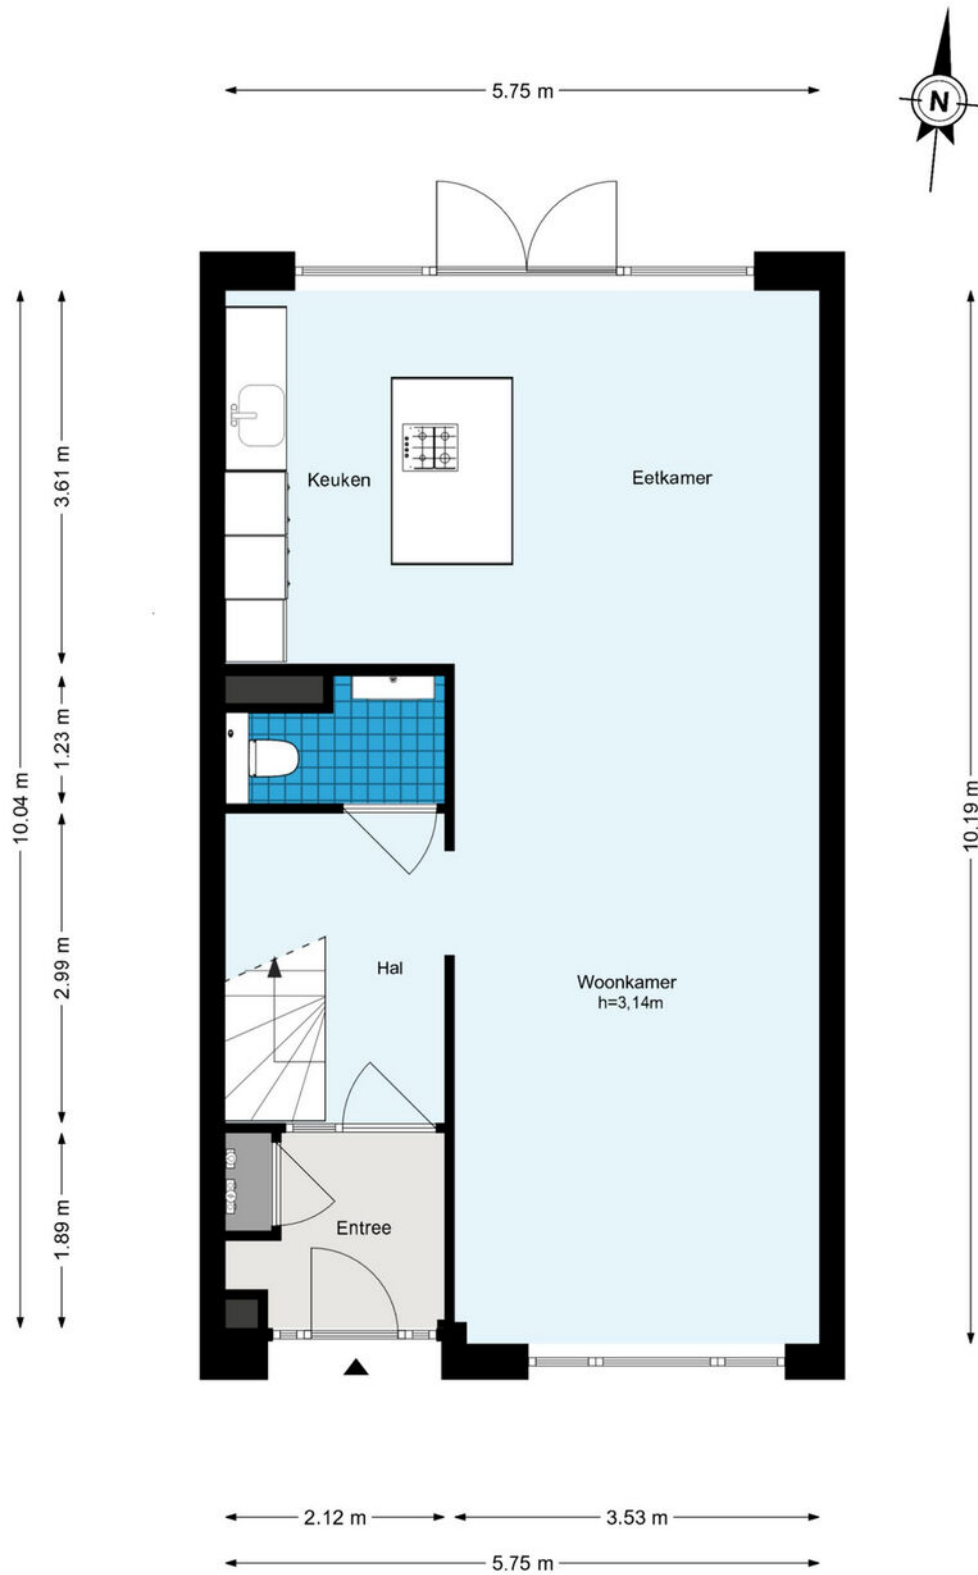 N
5.75 m
3.61 m
Keuken
Eetkamer
1.23 m
10.04 m
10.19 m
2.99 m
Hal
Woonkamer
h=3,14m
1.89 m
Entree
2.12 m
3.53 m
5.75 m